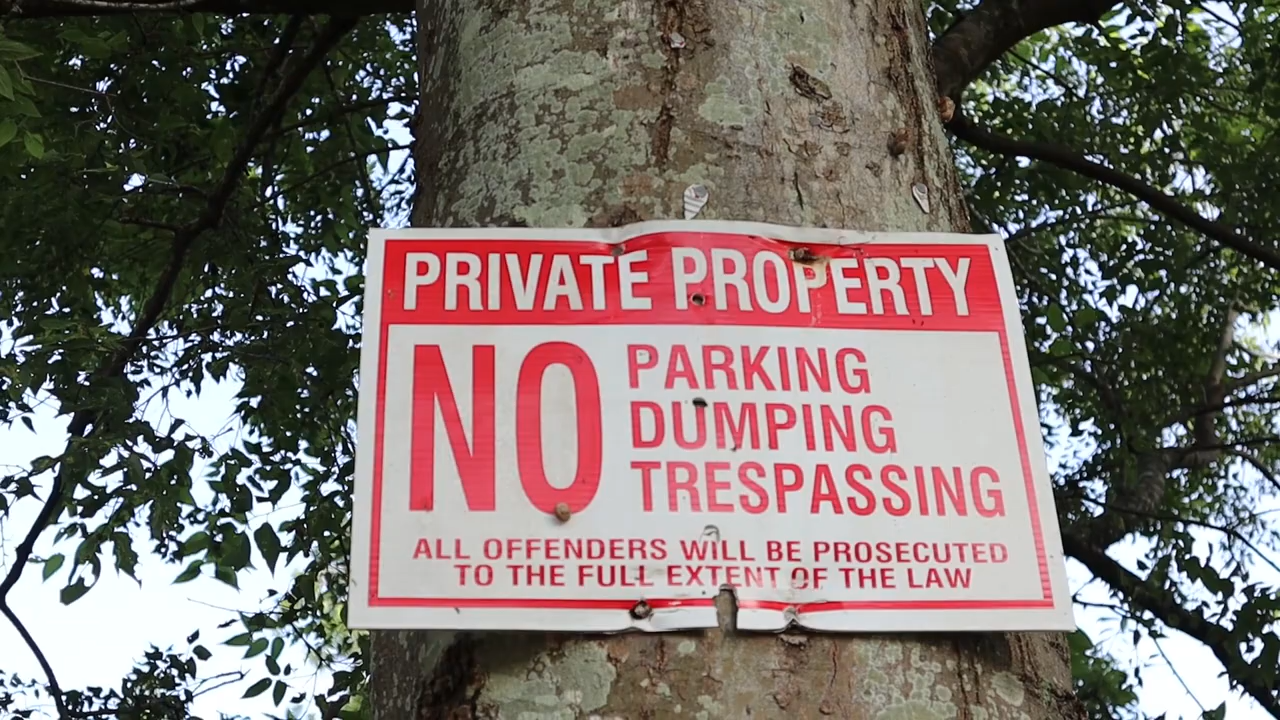 PRIVATE PROPERTY
NO
PARKING
DUMPING
TRESPASSING
ALL OFFENDERS WILL BE PROSECUTED
TO THE FULL EXTENT OF THE LAW